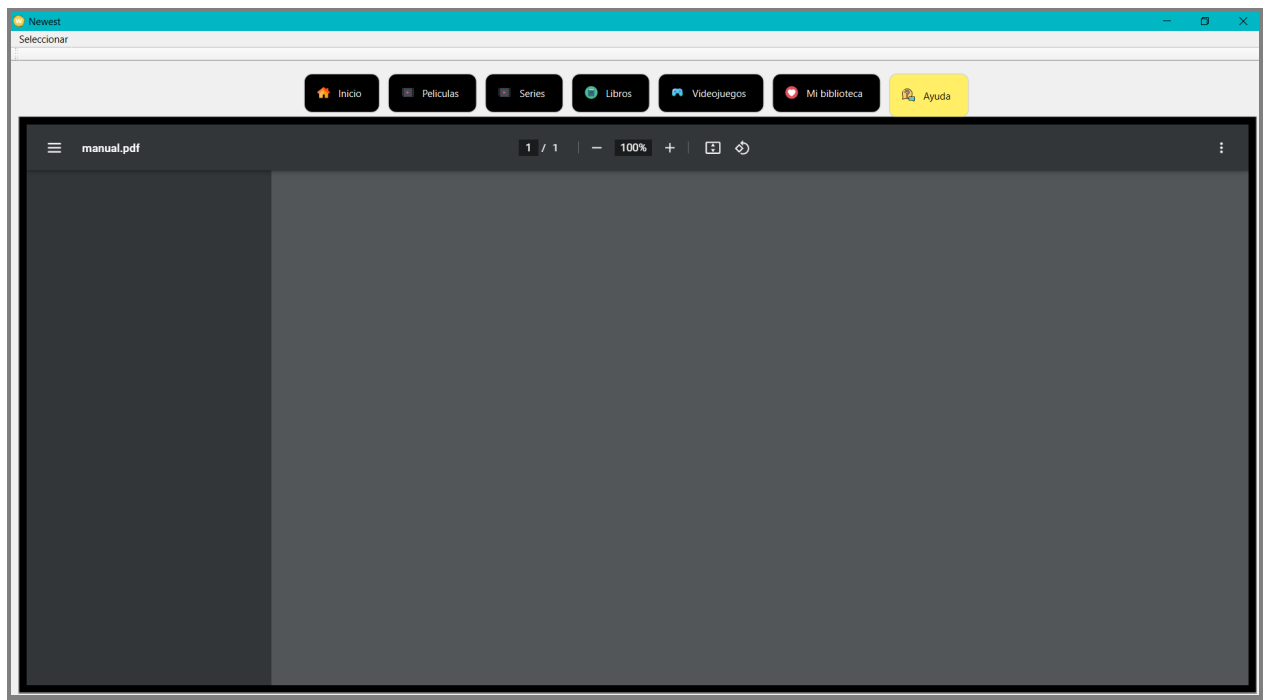 Newest
Seleccionar
Inicio Peliculas Series Libros Videojuegos Mi biblioteca Ayuda
manual.pdf 1 / 1 100%